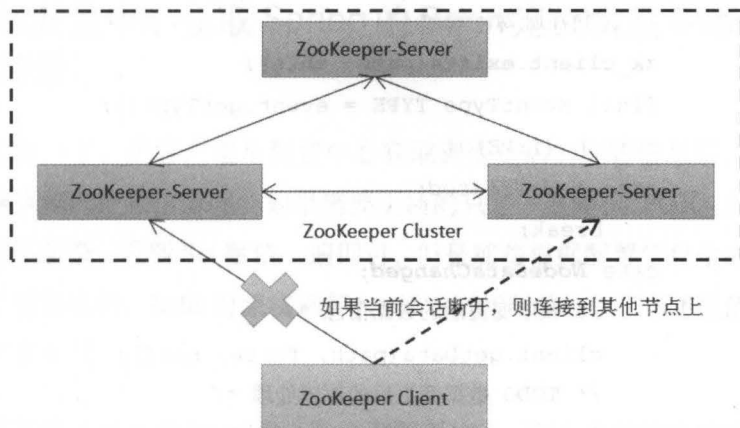 ZooKeeper-Server
ZooKeeper-Server
ZooKeeper-Server
ZooKeeper Cluster
如果当前会话断开，则连接到其他节点上
ZooKeeper Client